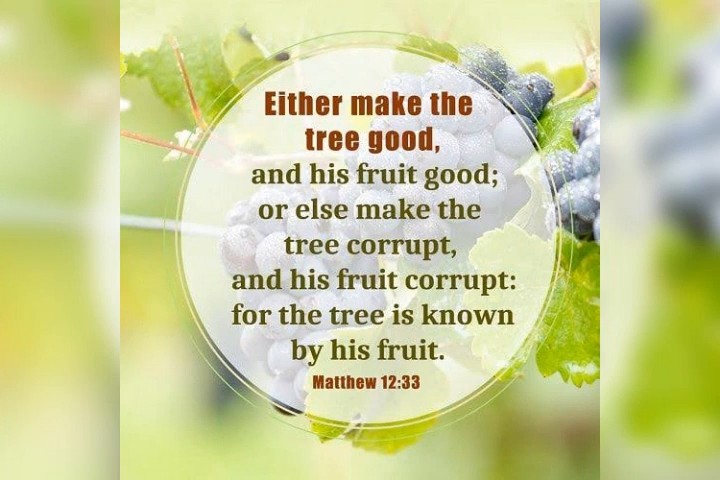 Either make the
tree good,
and his fruit good;
or else make the
tree corrupt,
and his fruit corrupt:
for the tree is known
by his fruit.
Matthew 12:33